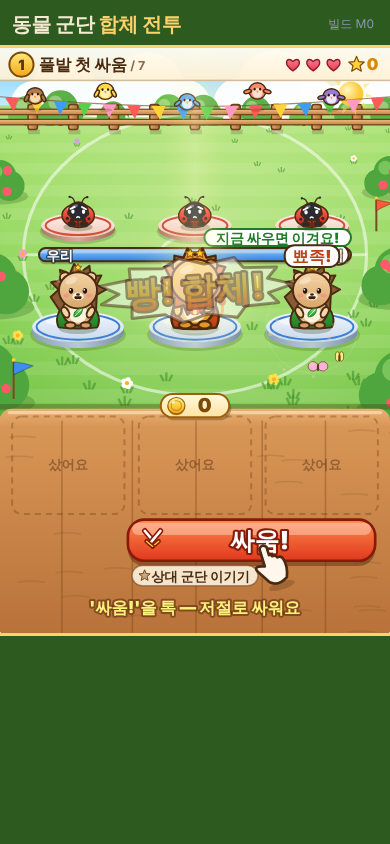 동물 군단 합체 전투
빌드 M0
1 풀밭 첫 싸움 / 7
0
지금 싸우면 이겨요!
우리
뾰족!
빵! 합체!
0
샀어요
샀어요
샀어요
싸움!
상대 군단 이기기
'싸움!'을 톡 — 저절로 싸워요